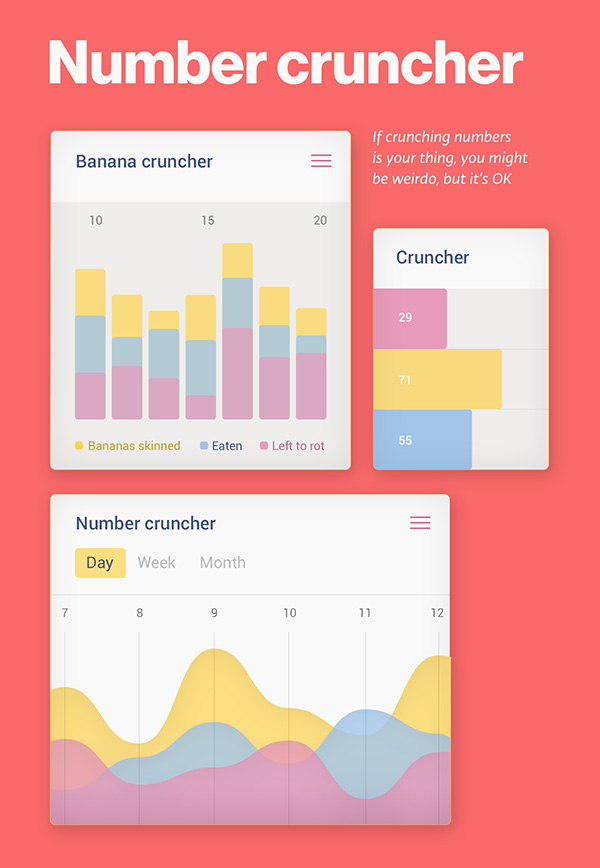 Number cruncher
If crunching numbers
is your thing, you might
be weirdo, but it's OK
Banana cruncher
10 15 20
Bananas skinned Eaten Left to rot
Cruncher
29
71
55
Number cruncher
Day Week Month
7 8 9 10 11 12